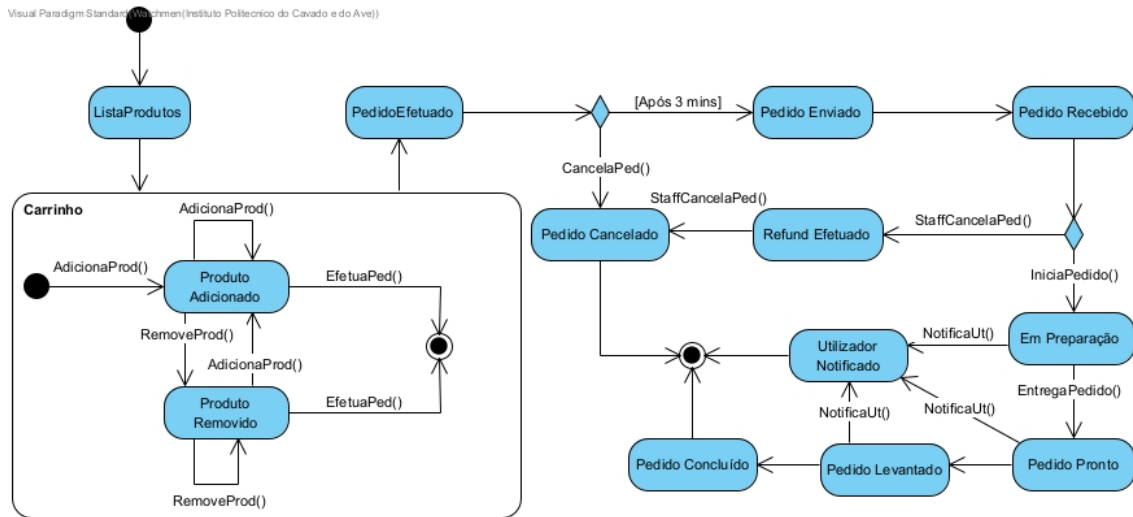 Visual Paradigm Standard(Watchmen(Instituto Politecnico do Cavado e do Ave))
ListaProdutos
PedidoEfetuado
[Após 3 mins]
Pedido Enviado
Pedido Recebido
CancelaPed()
StaffCancelaPed()
Pedido Cancelado
Refund Efetuado
StaffCancelaPed()
Carrinho
AdicionaProd()
AdicionaProd()
Produto
Adicionado
EfetuaPed()
RemoveProd()
AdicionaProd()
Produto
Removido
EfetuaPed()
RemoveProd()
IniciaPedido()
Em Preparação
NotificaUt()
Utilizador
Notificado
EntregaPedido()
NotificaUt()
NotificaUt()
Pedido Concluído
Pedido Levantado
Pedido Pronto